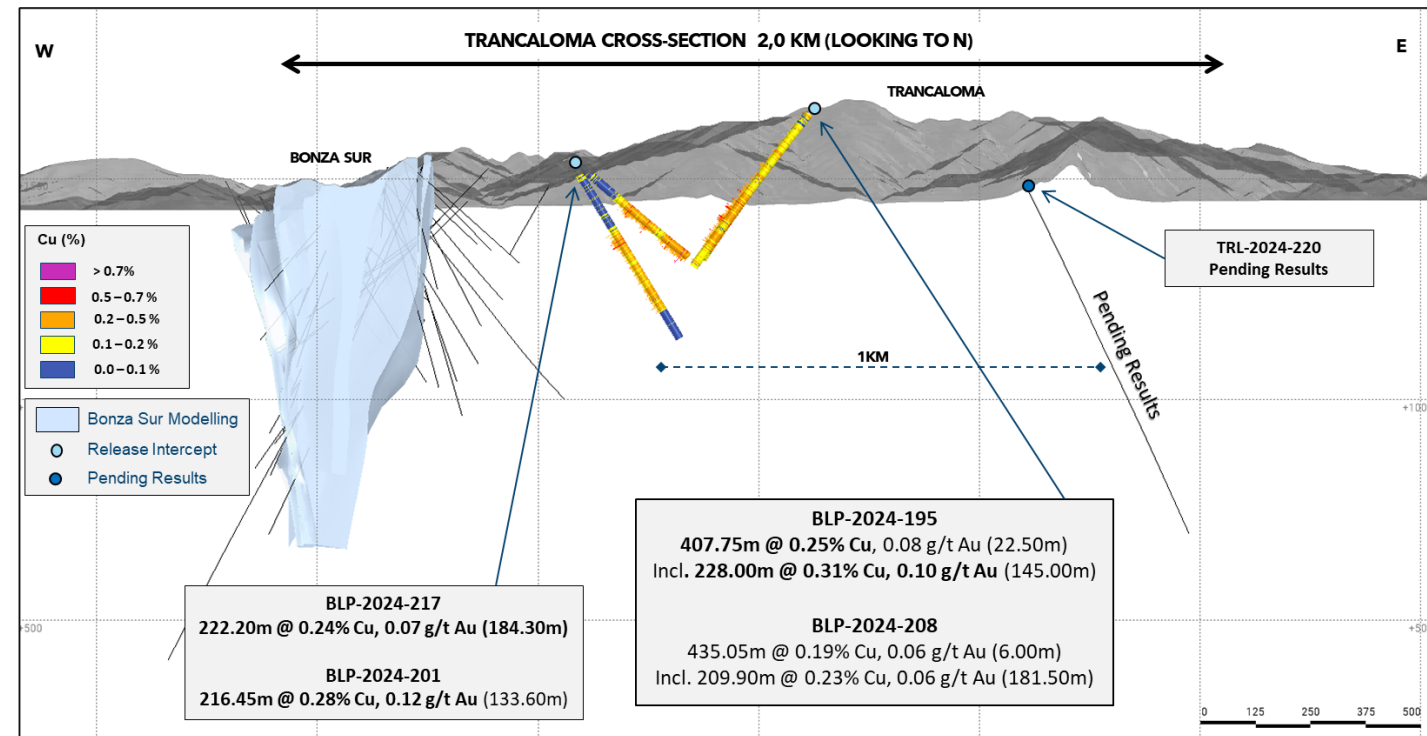 W
TRANCALOMA CROSS-SECTION 2,0 KM (LOOKING TO N)
E
TRANCALOMA
BONZA SUR
Cu (%)
> 0.7%
0.5 – 0.7 %
0.2 – 0.5 %
0.1 – 0.2 %
0.0 – 0.1 %
Bonza Sur Modelling
Release Intercept
Pending Results
TRL-2024-220
Pending Results
Pending Results
1KM
+100
+500
+50
BLP-2024-195
407.75m @ 0.25% Cu, 0.08 g/t Au (22.50m)
Incl. 228.00m @ 0.31% Cu, 0.10 g/t Au (145.00m)
BLP-2024-208
435.05m @ 0.19% Cu, 0.06 g/t Au (6.00m)
Incl. 209.90m @ 0.23% Cu, 0.06 g/t Au (181.50m)
BLP-2024-217
222.20m @ 0.24% Cu, 0.07 g/t Au (184.30m)
BLP-2024-201
216.45m @ 0.28% Cu, 0.12 g/t Au (133.60m)
0 125 250 375 500